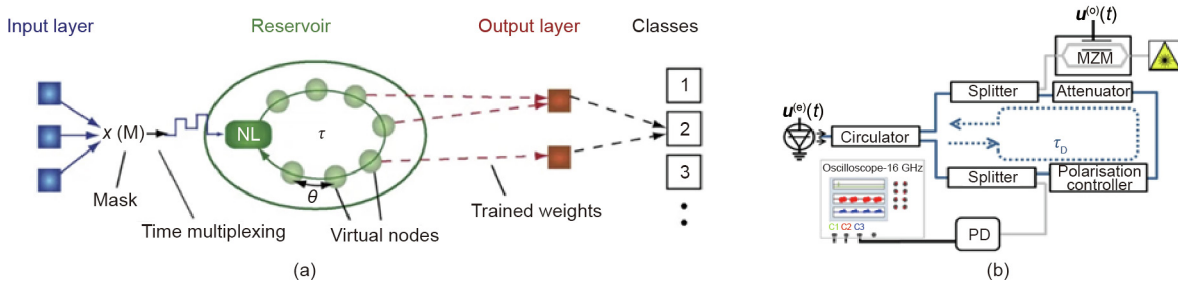 Input layer
Reservoir
Output layer
Classes
x (M)
NL
τ
θ
1
2
3
Mask
Time multiplexing
Virtual nodes
Trained weights
(a)
u(o)(t)
MZM
Splitter
Attenuator
u(e)(t)
Circulator
τD
Oscilloscope-16 GHz
Splitter
Polarisation
controller
C1 C2 C3
PD
(b)